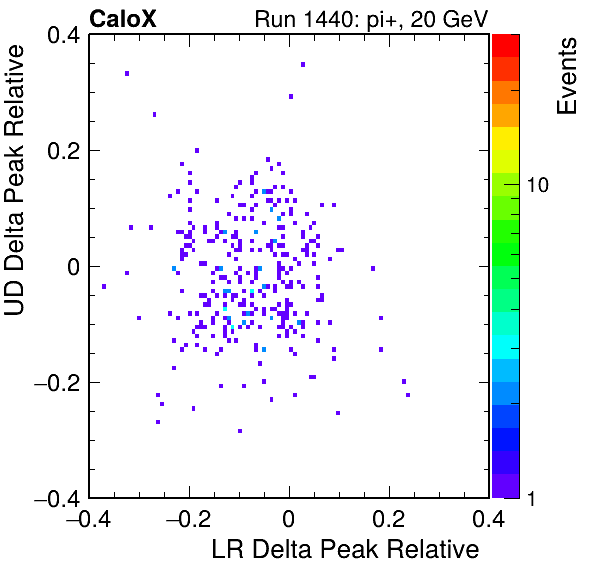 CaloX Run 1440: pi+, 20 GeV
UD Delta Peak Relative
Events
0.4
0.2
0
−0.2
−0.4
10
1
−0.4 −0.2 0 0.2 0.4
LR Delta Peak Relative